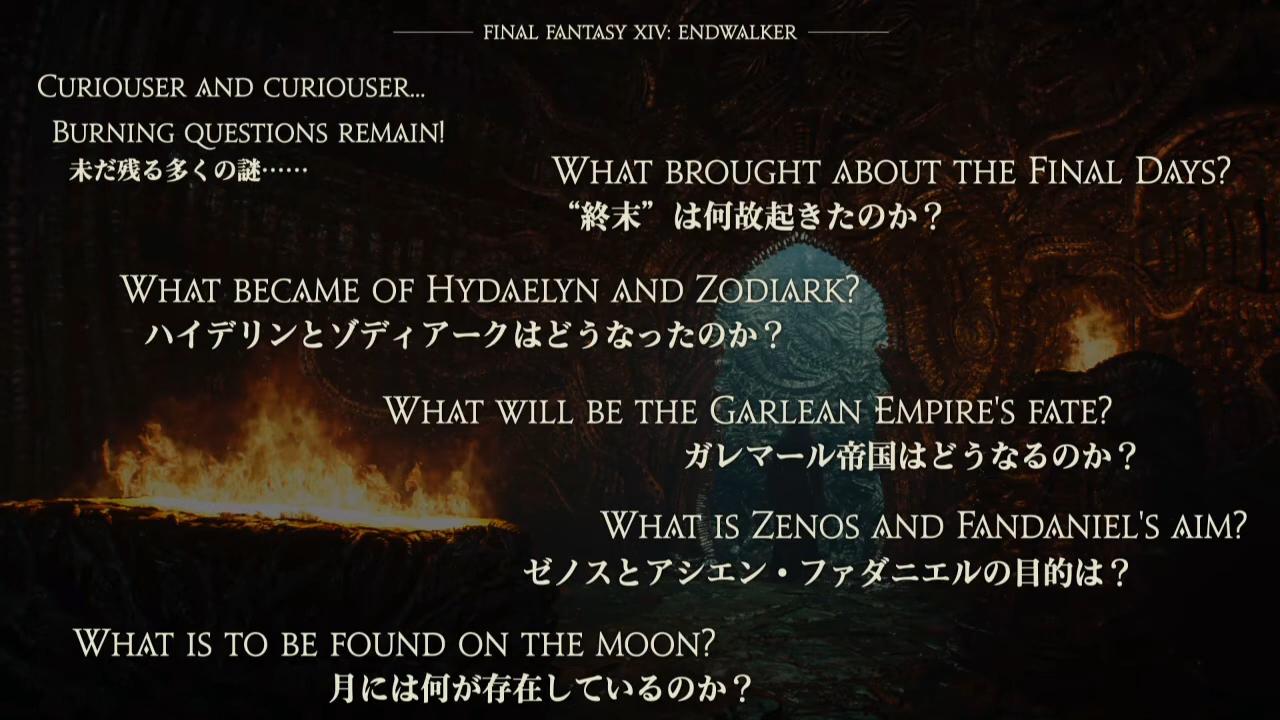 FINAL FANTASY XIV: ENDWALKER
CURIOUSER AND CURIOUSER...
BURNING QUESTIONS REMAIN!
未だ残る多くの謎……
WHAT BROUGHT ABOUT THE FINAL DAYS?
“終末”は何故起きたのか？
WHAT BECAME OF HYDAELYN AND ZODIARK?
ハイデリンとゾディアークはどうなったのか？
WHAT WILL BE THE GARLEAN EMPIRE'S FATE?
ガレマール帝国はどうなるのか？
WHAT IS ZENOS AND FANDANIEL'S AIM?
ゼノスとアシエン・ファダニエルの目的は？
WHAT IS TO BE FOUND ON THE MOON?
月には何が存在しているのか？